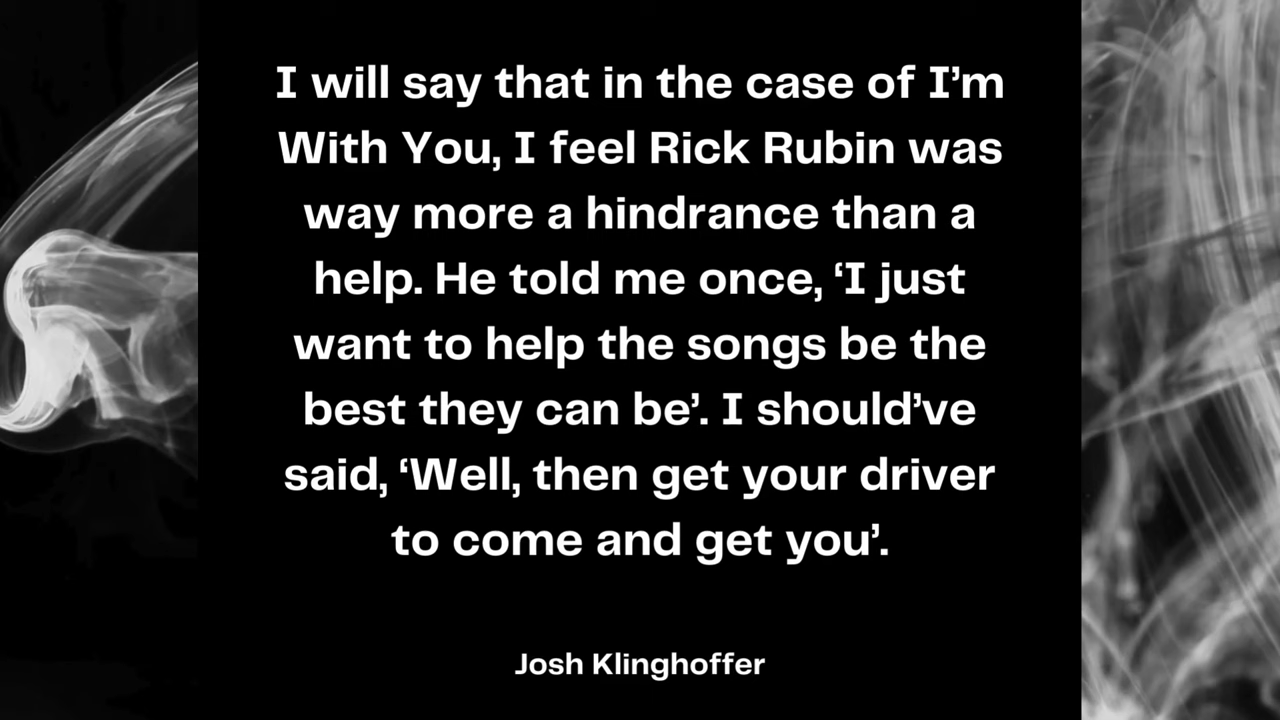 I will say that in the case of I’m
With You, I feel Rick Rubin was
way more a hindrance than a
help. He told me once, ‘I just
want to help the songs be the
best they can be’. I should’ve
said, ‘Well, then get your driver
to come and get you’.
Josh Klinghoffer